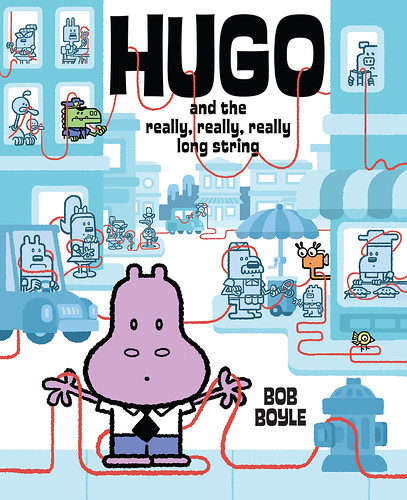 HUGO
and the
really, really, really
long string
BOB
BOYLE